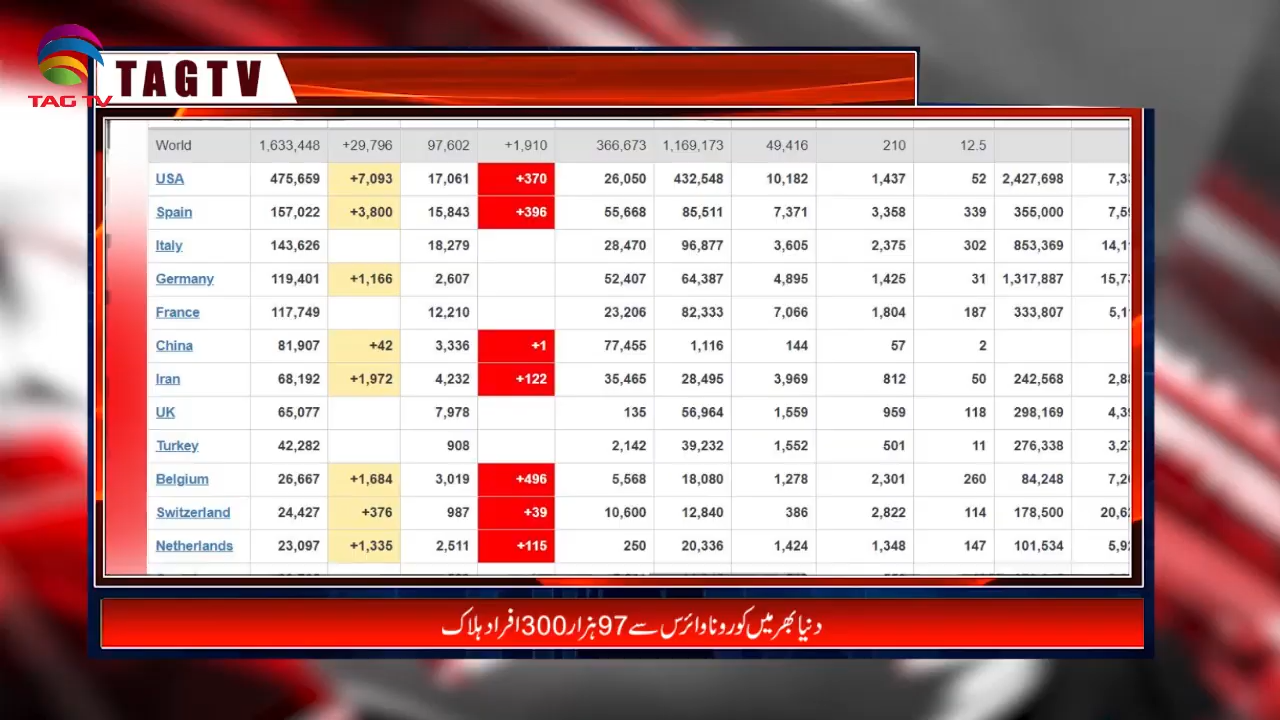 TAG TV
TAGTV
World 1,633,448 +29,796 97,602 +1,910 366,673 1,169,173 49,416 210 12.5
USA 475,659 +7,093 17,061 +370 26,050 432,548 10,182 1,437 52 2,427,698
Spain 157,022 +3,800 15,843 +396 55,668 85,511 7,371 3,358 339 355,000
Italy 143,626 18,279 28,470 96,877 3,605 2,375 302 853,369
Germany 119,401 +1,166 2,607 52,407 64,387 4,895 1,425 31 1,317,887
France 117,749 12,210 23,206 82,333 7,066 1,804 187 333,807
China 81,907 +42 3,336 +1 77,455 1,116 144 57 2
Iran 68,192 +1,972 4,232 +122 35,465 28,495 3,969 812 50 242,568
UK 65,077 7,978 135 56,964 1,559 959 118 298,169
Turkey 42,282 908 2,142 39,232 1,552 501 11 276,338
Belgium 26,667 +1,684 3,019 +496 5,568 18,080 1,278 2,301 260 84,248
Switzerland 24,427 +376 987 +39 10,600 12,840 386 2,822 114 178,500
Netherlands 23,097 +1,335 2,511 +115 250 20,336 1,424 1,348 147 101,534
دنیا بھر میں کورونا وائرس سے 97 ہزار 300 افراد ہلاک